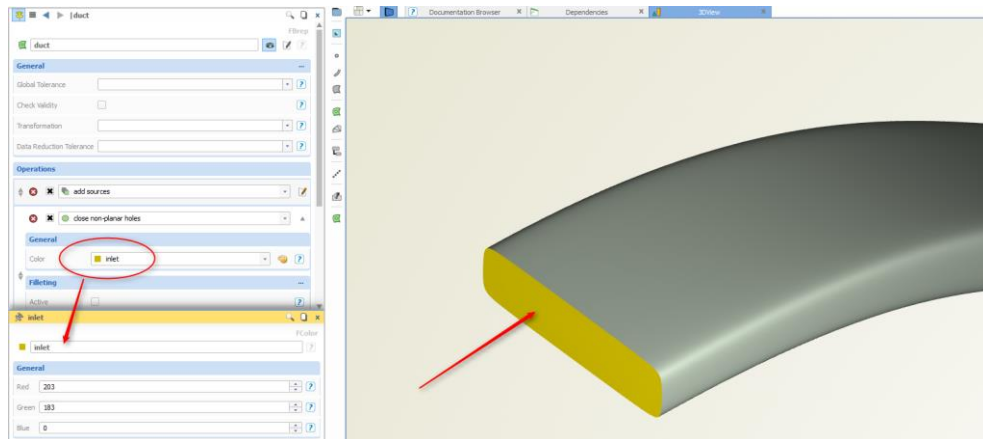 |duct
Documentation Browser
Dependencies
3DView
FBrep
duct
General
Global Tolerance
Check Validity
Transformation
Data Reduction Tolerance
Operations
add sources
close non-planar holes
General
Color inlet
Filleting
Active
inlet
FColor
inlet
General
Red 203
Green 183
Blue 0